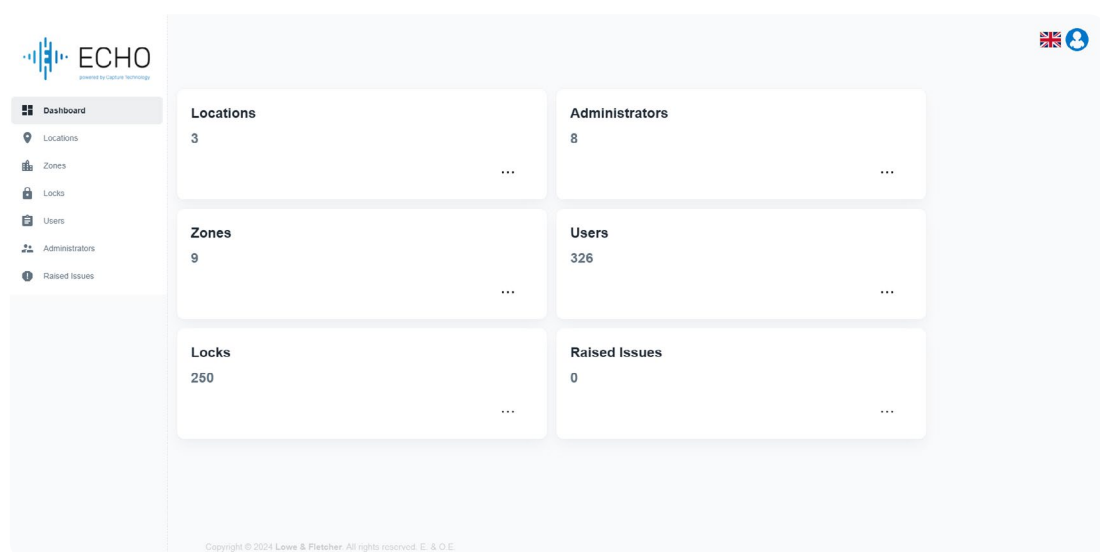 ECHO
powered by Capture Technology
Dashboard
Locations
Zones
Locks
Users
Administrators
Raised Issues
Locations
3
...
Administrators
8
...
Zones
9
...
Users
326
...
Locks
250
...
Raised Issues
0
...
Copyright © 2024 Lowe & Fletcher. All rights reserved. E. & O.E.